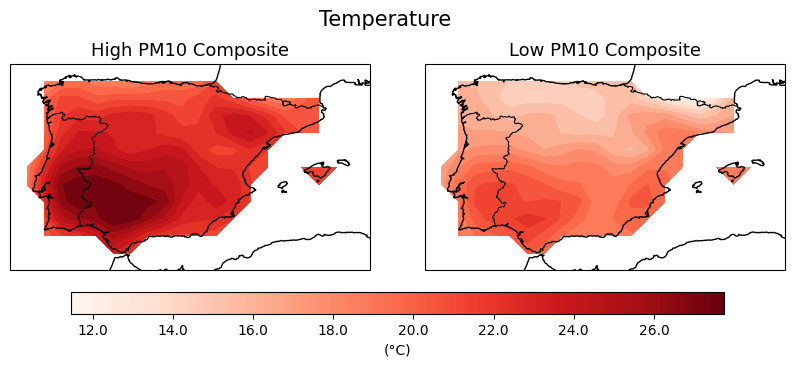 Temperature
High PM10 Composite
Low PM10 Composite
12.0 14.0 16.0 18.0 20.0 22.0 24.0 26.0
(°C)